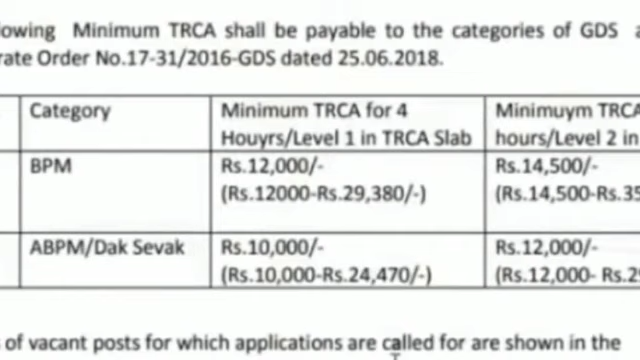 owing Minimum TRCA shall be payable to the categories of GDS a
rate Order No.17-31/2016-GDS dated 25.06.2018.
Category
Minimum TRCA for 4
Houyrs/Level 1 in TRCA Slab
Minimuym TRCA
hours/Level 2 in
BPM
Rs.12,000/-
(Rs.12000-Rs.29,380/-)
Rs.14,500/-
(Rs.14,500-Rs.35
ABPM/Dak Sevak
Rs.10,000/-
(Rs.10,000-Rs.24,470/-)
Rs.12,000/-
(Rs.12,000- Rs.29
s of vacant posts for which applications are called for are shown in the